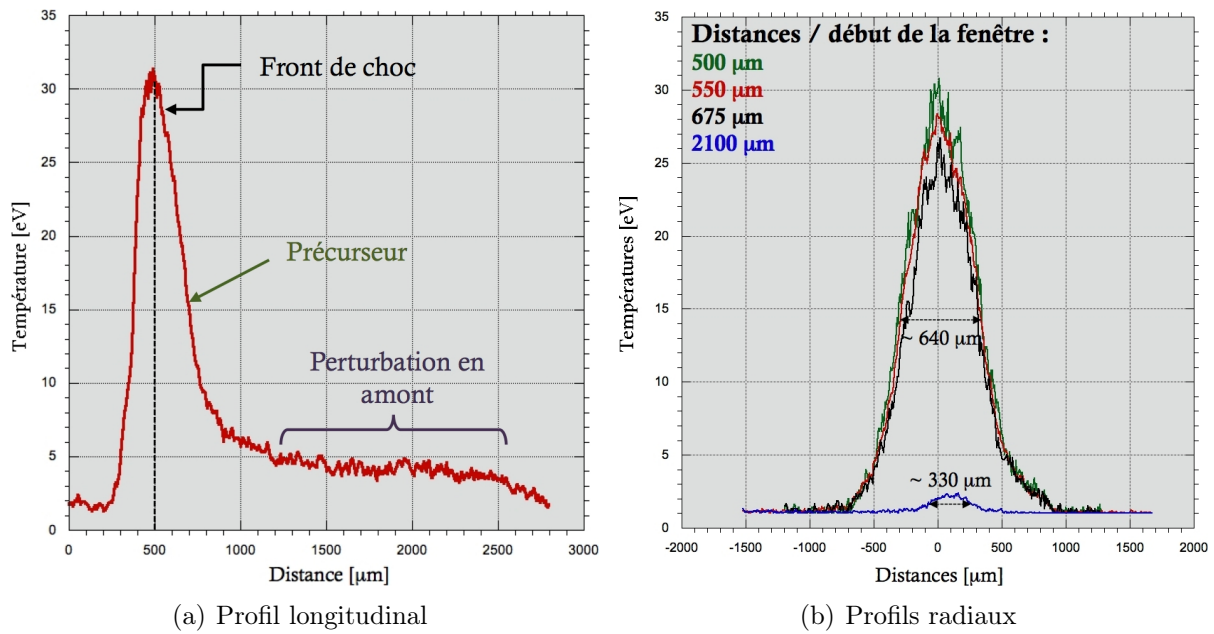 35
30
25
20
15
10
5
0
Température [eV]
Front de choc
Précurseur
Perturbation en
amont
0 500 1000 1500 2000 2500 3000
Distance [µm]
(a) Profil longitudinal
35
30
25
20
15
10
5
0
Températures [eV]
Distances / début de la fenêtre :
500 µm
550 µm
675 µm
2100 µm
~ 640 µm
~ 330 µm
-2000 -1500 -1000 -500 0 500 1000 1500 2000
Distances [µm]
(b) Profils radiaux